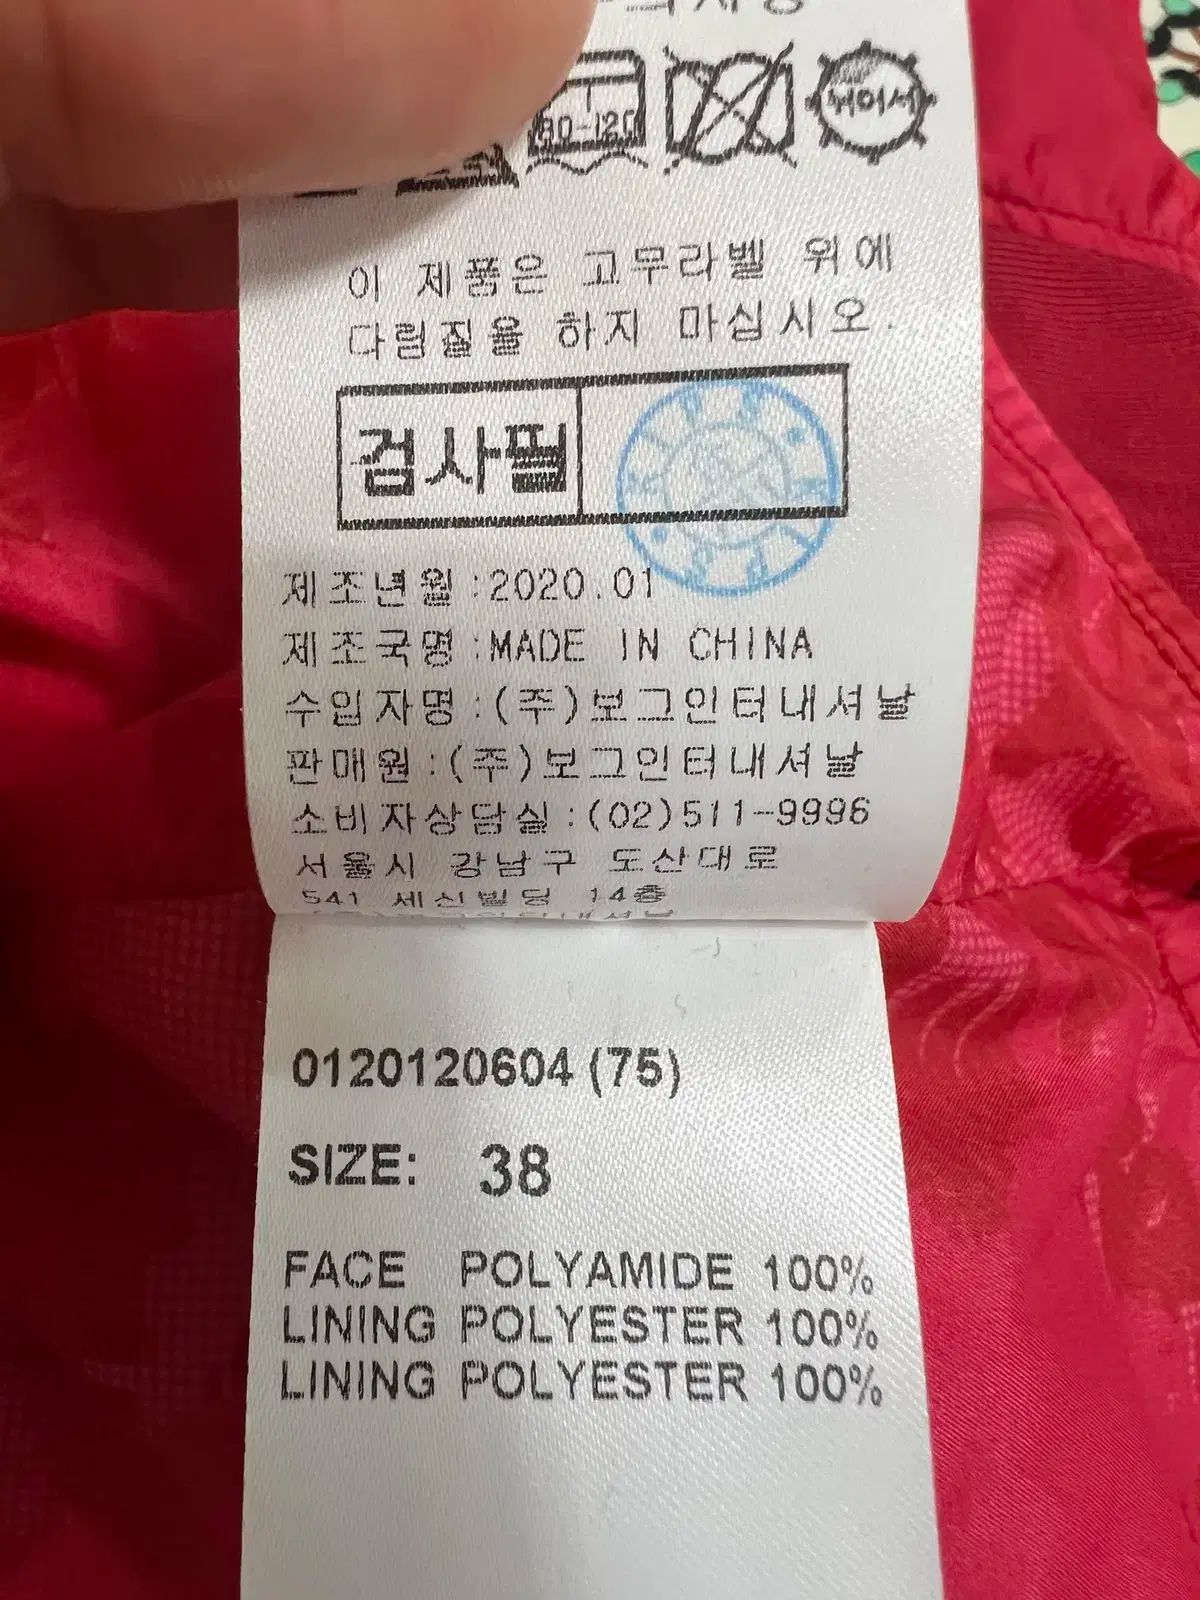 80-120
뉘어서
이 제품은 고무라벨 위에
다림질을 하지 마십시오.
검사필
제조년월:2020.01
제조국명:MADE IN CHINA
수입자명:(주)보그인터내셔날
판매원:(주)보그인터내셔날
소비자상담실:(02)511-9996
서울시 강남구 도산대로
541 세신빌딩 14층
0120120604 (75)
SIZE: 38
FACE POLYAMIDE 100%
LINING POLYESTER 100%
LINING POLYESTER 100%